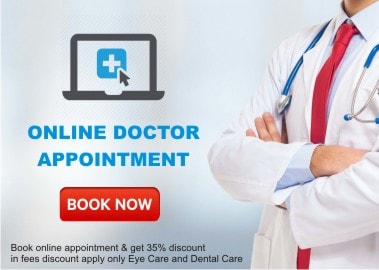 ONLINE DOCTOR
APPOINTMENT
BOOK NOW
Book online appointment & get 35% discount
in fees discount apply only Eye Care and Dental Care